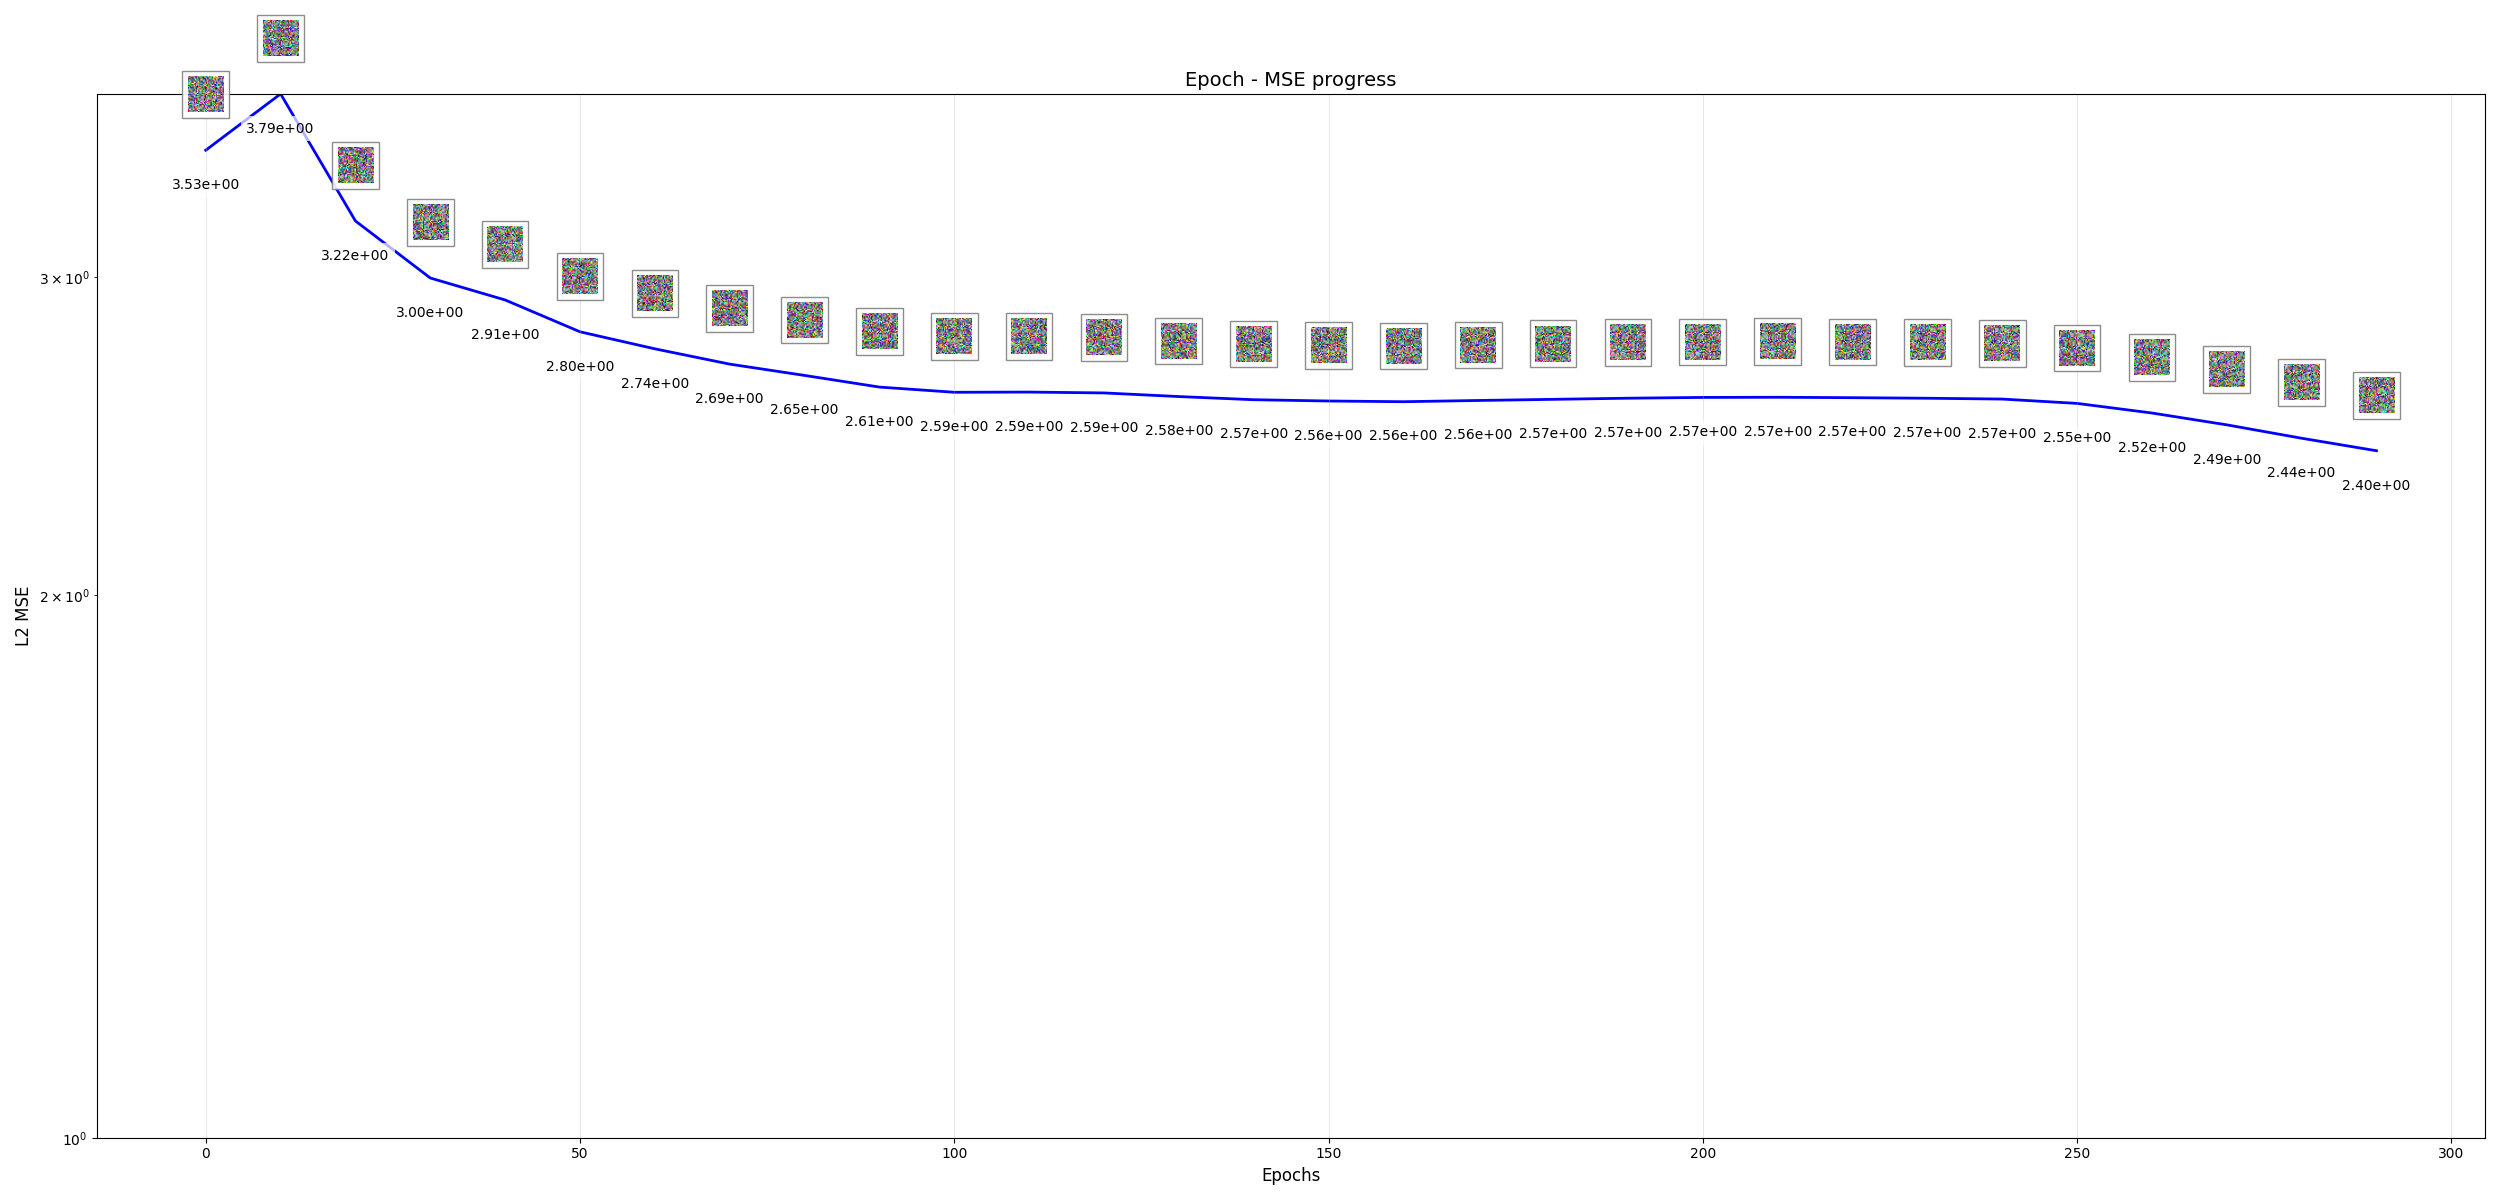 Epoch - MSE progress
3.79e+00
3.53e+00
3.22e+00
3 × 10⁰
3.00e+00
2.91e+00
2.80e+00
2.74e+00
2.69e+00
2.65e+00
2.61e+00
2.59e+00
2.59e+00
2.59e+00
2.58e+00
2.57e+00
2.56e+00
2.56e+00
2.56e+00
2.57e+00
2.57e+00
2.57e+00
2.57e+00
2.57e+00
2.57e+00
2.57e+00
2.55e+00
2.52e+00
2.49e+00
2.44e+00
2.40e+00
L2 MSE
2 × 10⁰
10⁰
0 50 100 150 200 250 300
Epochs